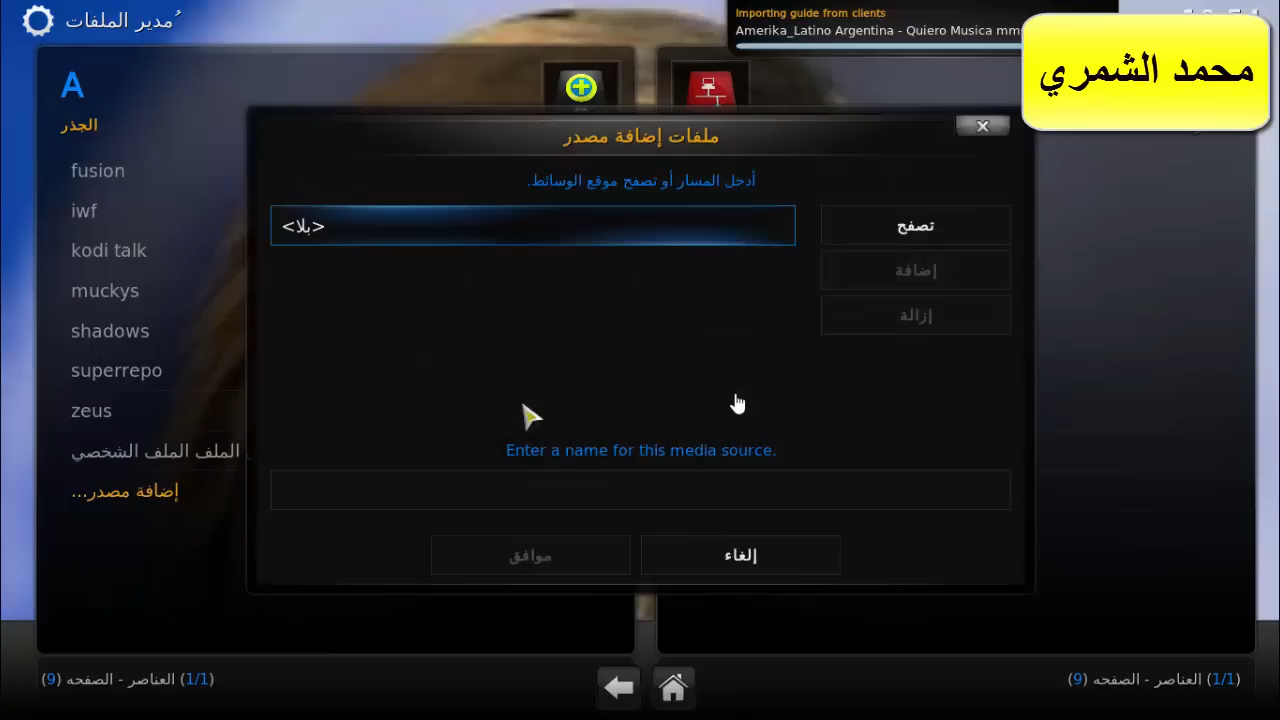 مدير الملفات
Importing guide from clients
Amerika_Latino Argentina - Quiero Musica mm
محمد الشمري
A
الجذر
fusion
iwf
kodi talk
muckys
shadows
superrepo
zeus
الملف الملف الشخصي
إضافة مصدر...
ملفات إضافة مصدر
أدخل المسار أو تصفح موقع الوسائط.
<بلا>
تصفح
إضافة
إزالة
Enter a name for this media source.
موافق
إلغاء
(1/1) العناصر - الصفحه (9)
(1/1) العناصر - الصفحه (9)